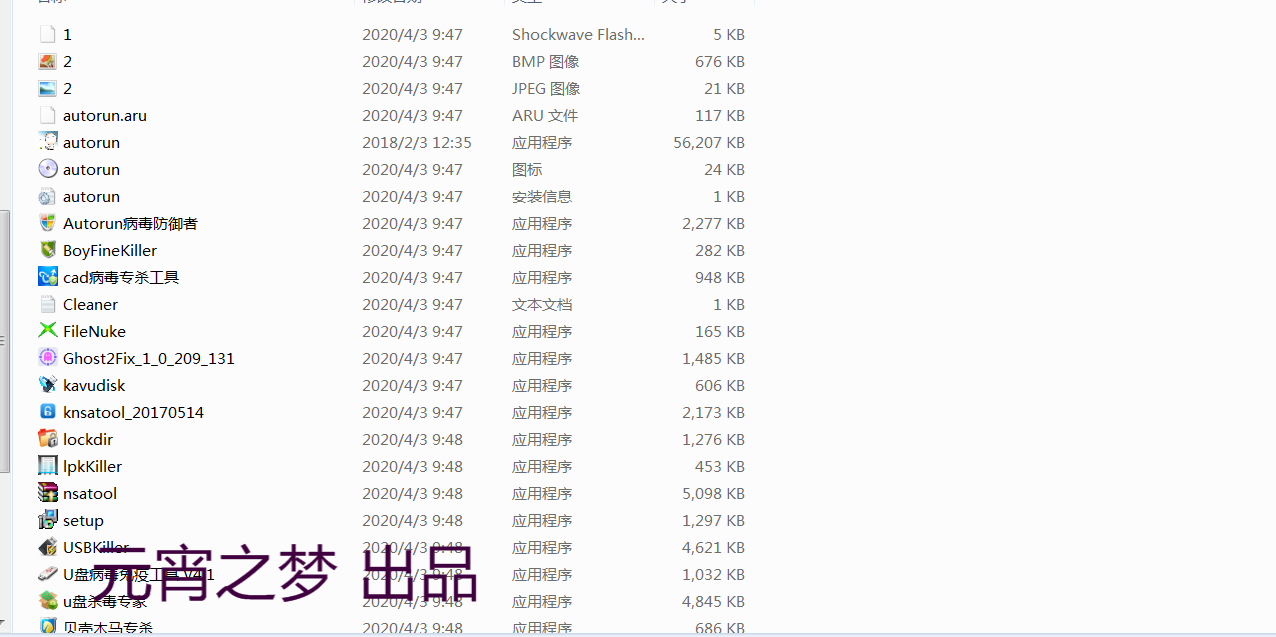 名称 修改日期 类型 大小
1 2020/4/3 9:47 Shockwave Flash... 5 KB
2 2020/4/3 9:47 BMP 图像 676 KB
2 2020/4/3 9:47 JPEG 图像 21 KB
autorun.aru 2020/4/3 9:47 ARU 文件 117 KB
autorun 2018/2/3 12:35 应用程序 56,207 KB
autorun 2020/4/3 9:47 图标 24 KB
autorun 2020/4/3 9:47 安装信息 1 KB
Autorun病毒防御者 2020/4/3 9:47 应用程序 2,277 KB
BoyFineKiller 2020/4/3 9:47 应用程序 282 KB
cad病毒专杀工具 2020/4/3 9:47 应用程序 948 KB
Cleaner 2020/4/3 9:47 文本文档 1 KB
FileNuke 2020/4/3 9:47 应用程序 165 KB
Ghost2Fix_1_0_209_131 2020/4/3 9:47 应用程序 1,485 KB
kavudisk 2020/4/3 9:47 应用程序 606 KB
knsatool_20170514 2020/4/3 9:47 应用程序 2,173 KB
lockdir 2020/4/3 9:48 应用程序 1,276 KB
lpkKiller 2020/4/3 9:48 应用程序 453 KB
nsatool 2020/4/3 9:48 应用程序 5,098 KB
setup 2020/4/3 9:48 应用程序 1,297 KB
USBKiller 2020/4/3 9:48 应用程序 4,621 KB
元宵之梦 出品
U盘病毒免疫工具 V4.1 2020/4/3 9:48 应用程序 1,032 KB
u盘杀毒专家 2020/4/3 9:48 应用程序 4,845 KB
贝壳木马专杀 2020/4/3 9:48 应用程序 686 KB